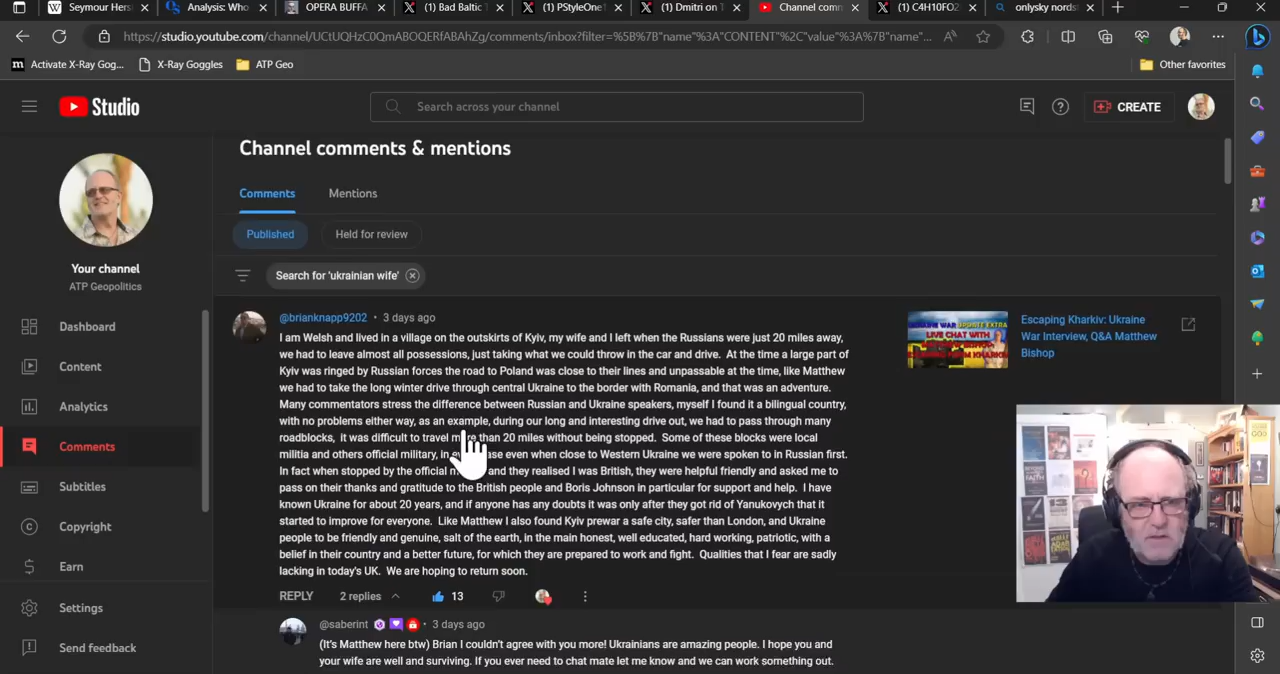 Seymour Hers
Analysis: Who
OPERA BUFFA
(1) Bad Baltic T
(1) PStyleOne1
(1) Dmitri on T
Channel comm
(1) C4H10FO2
onlysky nords
https://studio.youtube.com/channel/UCtUQHzC0QmABOQERfABAhZg/comments/inbox?filter=%5B%7B"name"%3A"CONTENT"%2C"value"%3A%7B"name"...
Activate X-Ray Gog...
X-Ray Goggles
ATP Geo
Other favorites
Studio
Search across your channel
CREATE
Channel comments & mentions
Comments
Mentions
Published
Held for review
Search for 'ukrainian wife'
Your channel
ATP Geopolitics
Dashboard
Content
Analytics
Comments
Subtitles
Copyright
Earn
Settings
Send feedback
@brianknapp9202 • 3 days ago
I am Welsh and lived in a village on the outskirts of Kyiv, my wife and I left when the Russians were just 20 miles away,
we had to leave almost all possessions, just taking what we could throw in the car and drive. At the time a large part of
Kyiv was ringed by Russian forces the road to Poland was close to their lines and unpassable at the time, like Matthew
we had to take the long winter drive through central Ukraine to the border with Romania, and that was an adventure.
Many commentators stress the difference between Russian and Ukraine speakers, myself I found it a bilingual country,
with no problems either way, as an example, during our long and interesting drive out, we had to pass through many
roadblocks, it was difficult to travel more than 20 miles without being stopped. Some of these blocks were local
militia and others official military, in ase even when close to Western Ukraine we were spoken to in Russian first.
In fact when stopped by the official m and they realised I was British, they were helpful friendly and asked me to
pass on their thanks and gratitude to the British people and Boris Johnson in particular for support and help. I have
known Ukraine for about 20 years, and if anyone has any doubts it was only after they got rid of Yanukovych that it
started to improve for everyone. Like Matthew I also found Kyiv prewar a safe city, safer than London, and Ukraine
people to be friendly and genuine, salt of the earth, in the main honest, well educated, hard working, patriotic, with a
belief in their country and a better future, for which they are prepared to work and fight. Qualities that I fear are sadly
lacking in today's UK. We are hoping to return soon.
REPLY
2 replies
13
@saberint
• 3 days ago
(It's Matthew here btw) Brian I couldn't agree with you more! Ukrainians are amazing people. I hope you and
your wife are well and surviving. If you ever need to chat mate let me know and we can work something out.
UKRAINE WAR UPDATE EXTRA
LIVE CHAT WITH
Escaping Kharkiv: Ukraine
War Interview, Q&A Matthew
Bishop
GOD